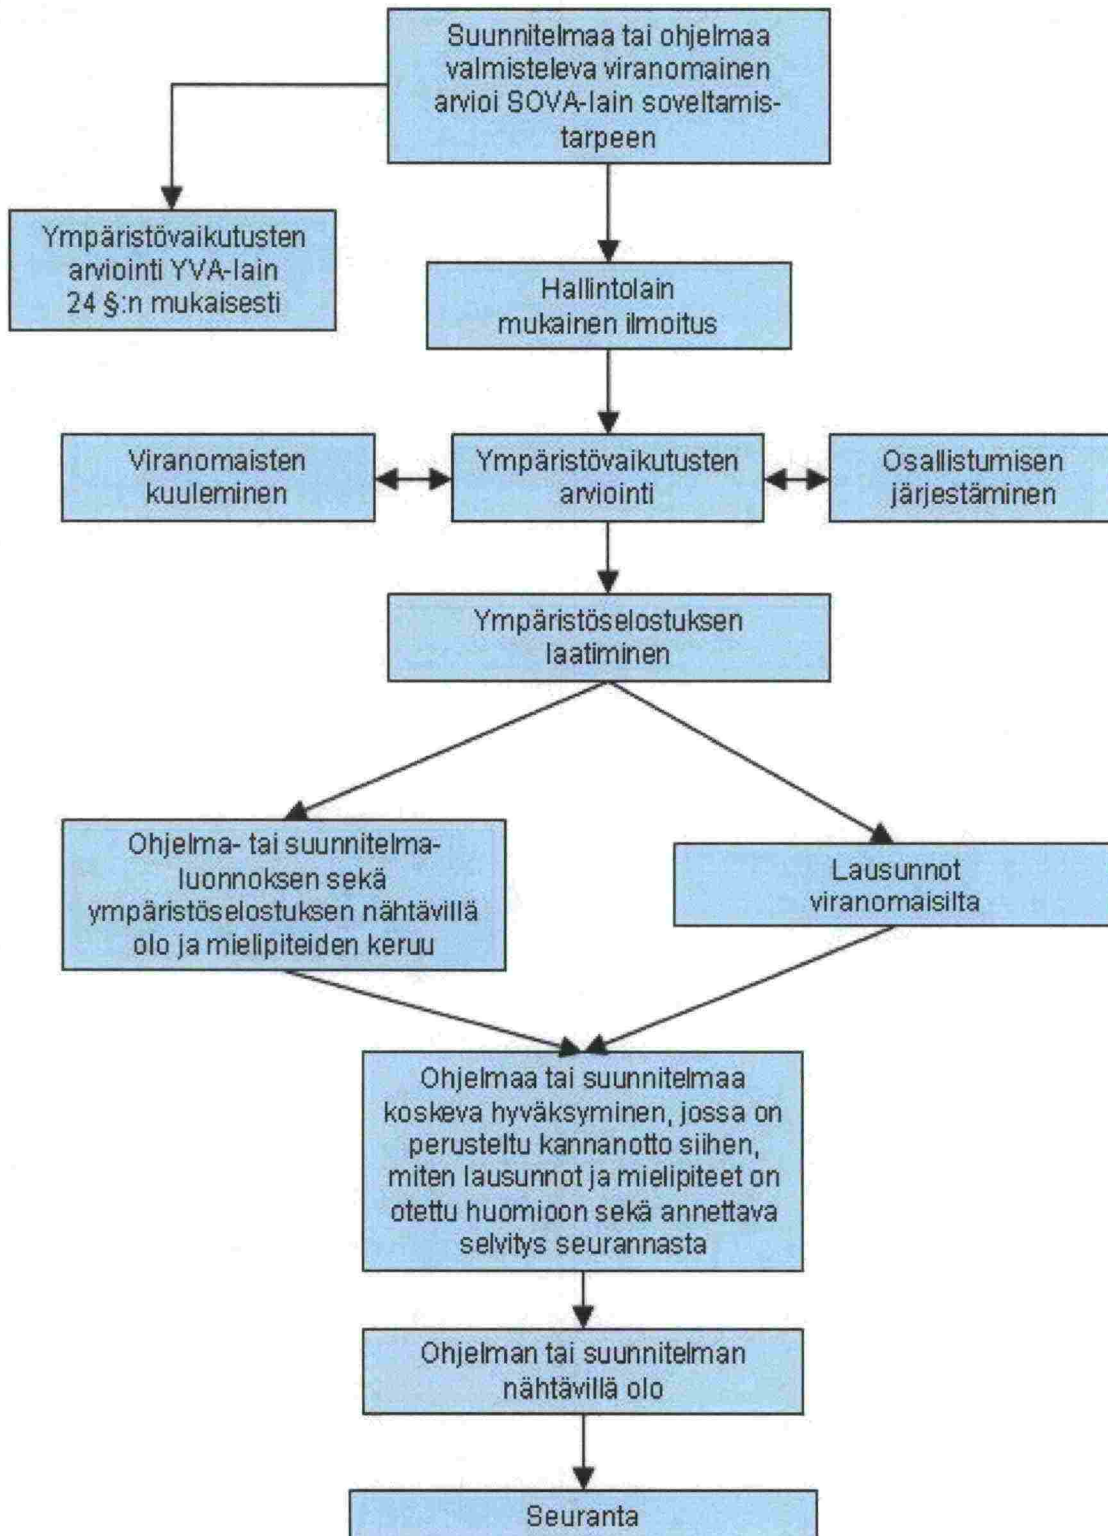 Suunnitelmaa tai ohjelmaa
valmisteleva viranomainen
arvioi SOVA-lain soveltamis-
tarpeen
Ympäristövaikutusten
arviointi YVA-lain
24 §:n mukaisesti
Hallintolain
mukainen ilmoitus
Viranomaisten
kuuleminen
Ympäristövaikutusten
arviointi
Osallistumisen
järjestäminen
Ympäristöselostuksen
laatiminen
Ohjelma- tai suunnitelma-
luonnoksen sekä
ympäristöselostuksen nähtävillä
olo ja mielipiteiden keruu
Lausunnot
viranomaisilta
Ohjelmaa tai suunnitelmaa
koskeva hyväksyminen, jossa on
perusteltu kannanotto siihen,
miten lausunnot ja mielipiteet on
otettu huomioon sekä annettava
selvitys seurannasta
Ohjelman tai suunnitelman
nähtävillä olo
Seuranta